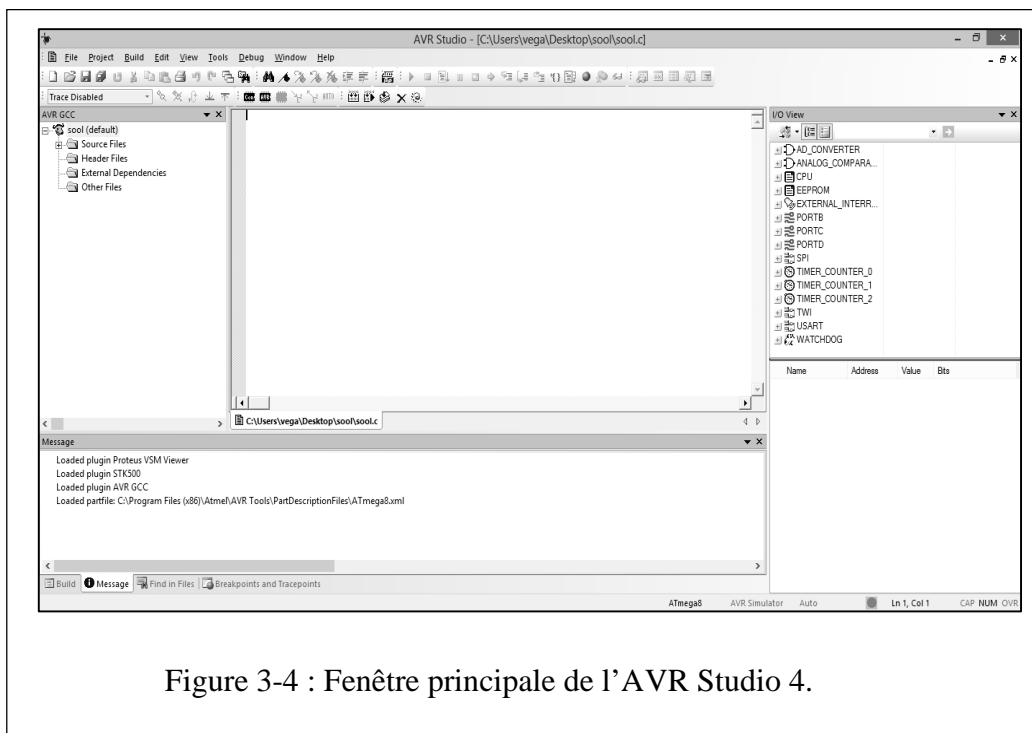 AVR Studio - [C:\Users\vega\Desktop\sool\sool.c]
File Project Build Edit View Tools Debug Window Help
Trace Disabled
AVR GCC
sool (default)
Source Files
Header Files
External Dependencies
Other Files
C:\Users\vega\Desktop\sool\sool.c
I/O View
AD_CONVERTER
ANALOG_COMPARA...
CPU
EEPROM
EXTERNAL_INTERR...
PORTB
PORTC
PORTD
SPI
TIMER_COUNTER_0
TIMER_COUNTER_1
TIMER_COUNTER_2
TWI
USART
WATCHDOG
Name Address Value Bits
Message
Loaded plugin Proteus VSM Viewer
Loaded plugin STK500
Loaded plugin AVR GCC
Loaded partfile: C:\Program Files (x86)\Atmel\AVR Tools\PartDescriptionFiles\ATmega8.xml
Build Message Find in Files Breakpoints and Tracepoints
ATmega8 AVR Simulator Auto Ln 1, Col 1 CAP NUM OVR
Figure 3-4 : Fenêtre principale de l’AVR Studio 4.